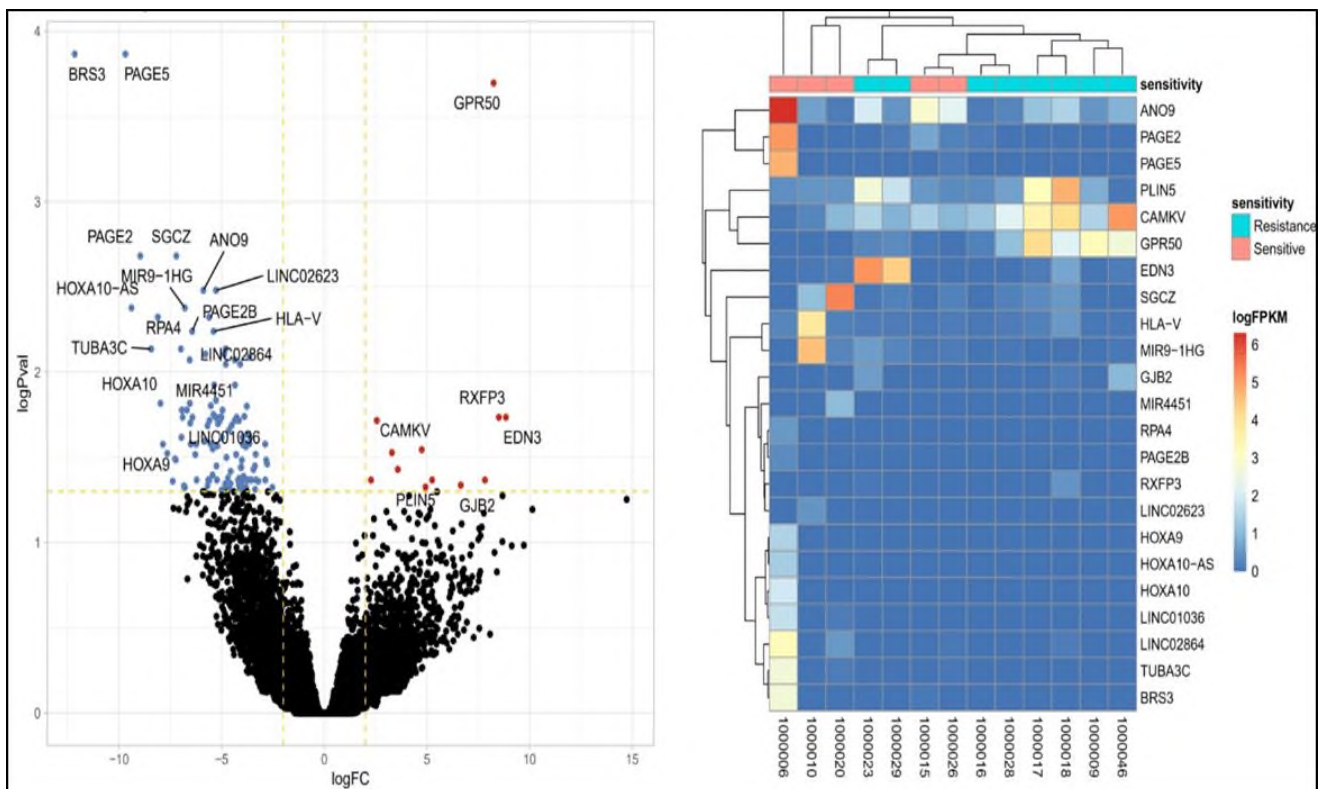 4
3
2
1
0
logPval
BRS3
PAGE5
GPR50
PAGE2
SGCZ
ANO9
MIR9-1HG
LINC02623
HOXA10-AS
PAGE2B
RPA4
HLA-V
TUBA3C
LINC02864
HOXA10
MIR4451
RXFP3
CAMKV
EDN3
LINC01036
HOXA9
PLIN5
GJB2
-10
-5
0
5
10
15
logFC
sensitivity
ANO9
PAGE2
PAGE5
PLIN5
CAMKV
GPR50
EDN3
SGCZ
HLA-V
MIR9-1HG
GJB2
MIR4451
RPA4
PAGE2B
RXFP3
LINC02623
HOXA9
HOXA10-AS
HOXA10
LINC01036
LINC02864
TUBA3C
BRS3
1000006
1000010
1000020
1000023
1000029
1000015
1000026
1000016
1000028
1000017
1000018
1000009
1000046
sensitivity
Resistance
Sensitive
logFPKM
6
5
4
3
2
1
0